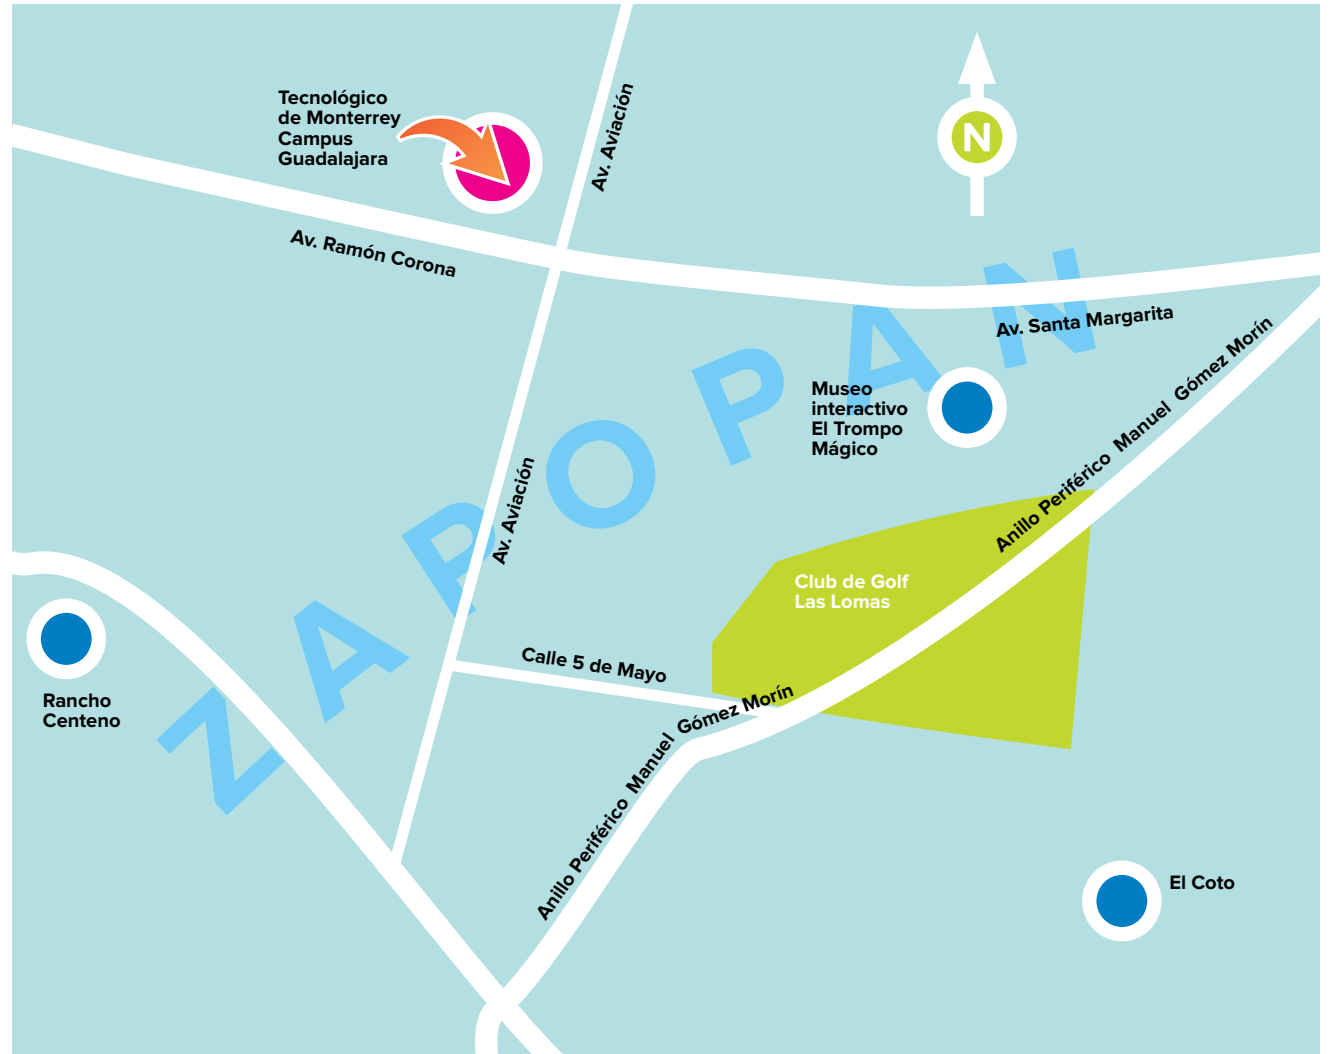 Tecnológico
de Monterrey
Campus
Guadalajara
Av. Aviación
N
Av. Ramón Corona
Av. Santa Margarita
ZAPOPAN
Museo
interactivo
El Trompo
Mágico
Anillo Periférico Manuel Gómez Morín
Av. Aviación
Club de Golf
Las Lomas
Calle 5 de Mayo
Rancho
Centeno
Anillo Periférico Manuel Gómez Morín
El Coto